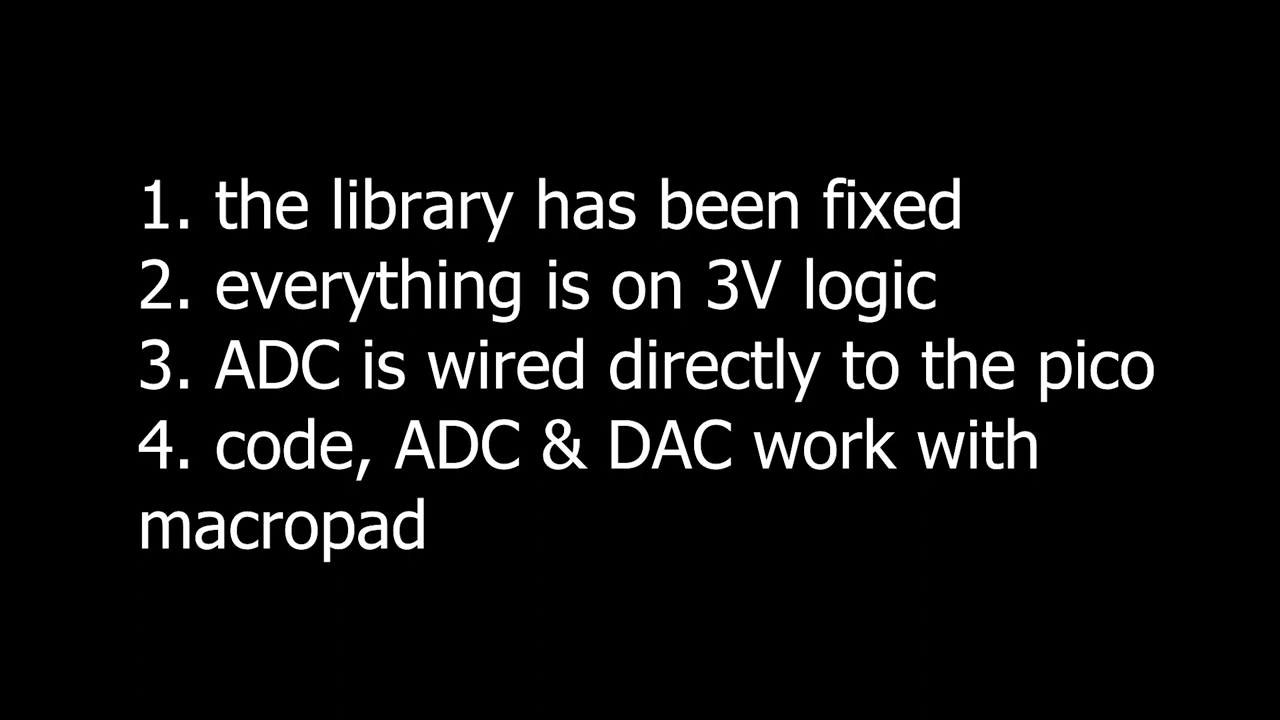 1. the library has been fixed
2. everything is on 3V logic
3. ADC is wired directly to the pico
4. code, ADC & DAC work with
macropad